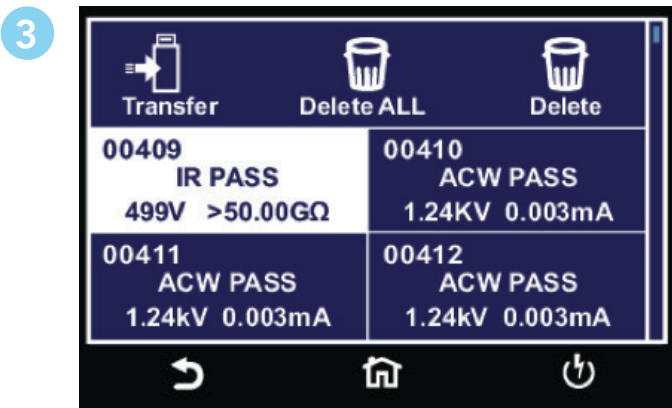 3
Transfer Delete ALL Delete
00409
IR PASS
499V >50.00GΩ
00410
ACW PASS
1.24KV 0.003mA
00411
ACW PASS
1.24kV 0.003mA
00412
ACW PASS
1.24kV 0.003mA